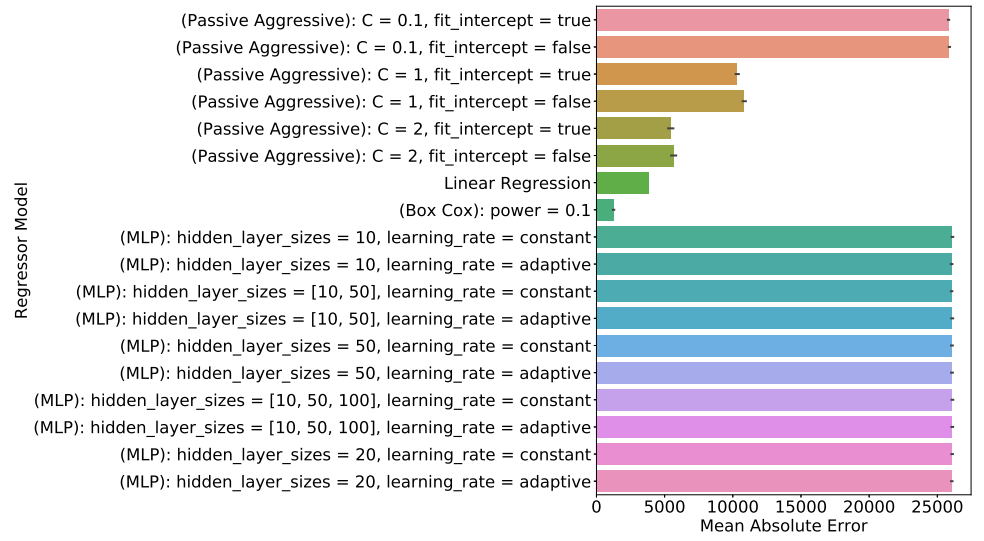 (Passive Aggressive): C = 0.1, fit_intercept = true
(Passive Aggressive): C = 0.1, fit_intercept = false
(Passive Aggressive): C = 1, fit_intercept = true
(Passive Aggressive): C = 1, fit_intercept = false
(Passive Aggressive): C = 2, fit_intercept = true
(Passive Aggressive): C = 2, fit_intercept = false
Linear Regression
(Box Cox): power = 0.1
(MLP): hidden_layer_sizes = 10, learning_rate = constant
(MLP): hidden_layer_sizes = 10, learning_rate = adaptive
(MLP): hidden_layer_sizes = [10, 50], learning_rate = constant
(MLP): hidden_layer_sizes = [10, 50], learning_rate = adaptive
(MLP): hidden_layer_sizes = 50, learning_rate = constant
(MLP): hidden_layer_sizes = 50, learning_rate = adaptive
(MLP): hidden_layer_sizes = [10, 50, 100], learning_rate = constant
(MLP): hidden_layer_sizes = [10, 50, 100], learning_rate = adaptive
(MLP): hidden_layer_sizes = 20, learning_rate = constant
(MLP): hidden_layer_sizes = 20, learning_rate = adaptive
Regressor Model
0 5000 10000 15000 20000 25000
Mean Absolute Error